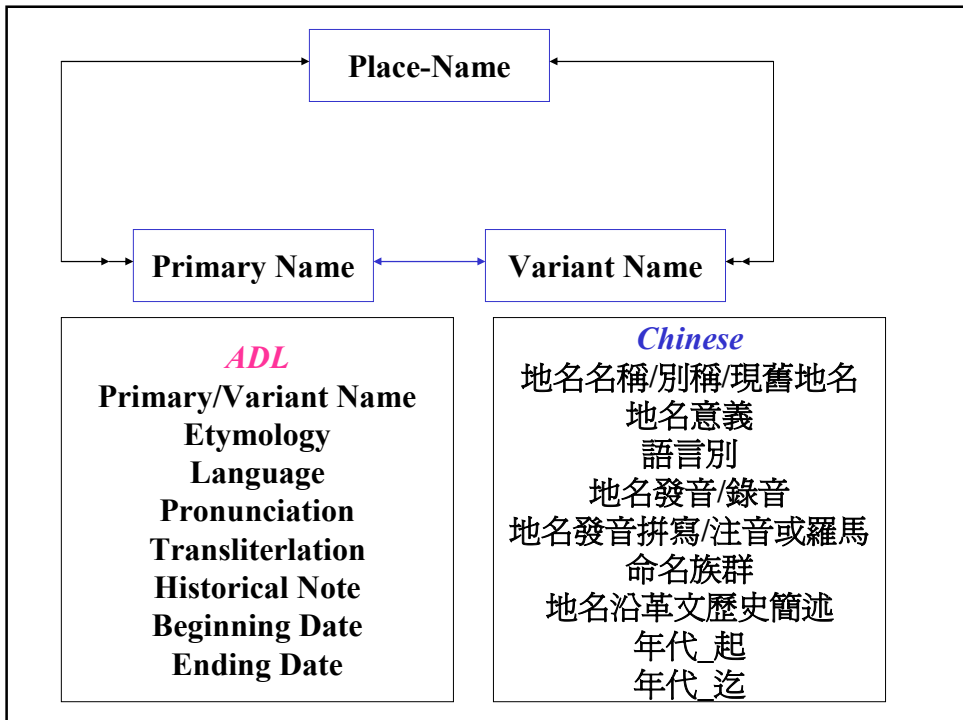 Place-Name
Primary Name
Variant Name
ADL
Primary/Variant Name
Etymology
Language
Pronunciation
Transliterlation
Historical Note
Beginning Date
Ending Date
Chinese
地名名稱/別稱/現舊地名
地名意義
語言別
地名發音/錄音
地名發音拼寫/注音或羅馬
命名族群
地名沿革文歷史簡述
年代_起
年代_迄